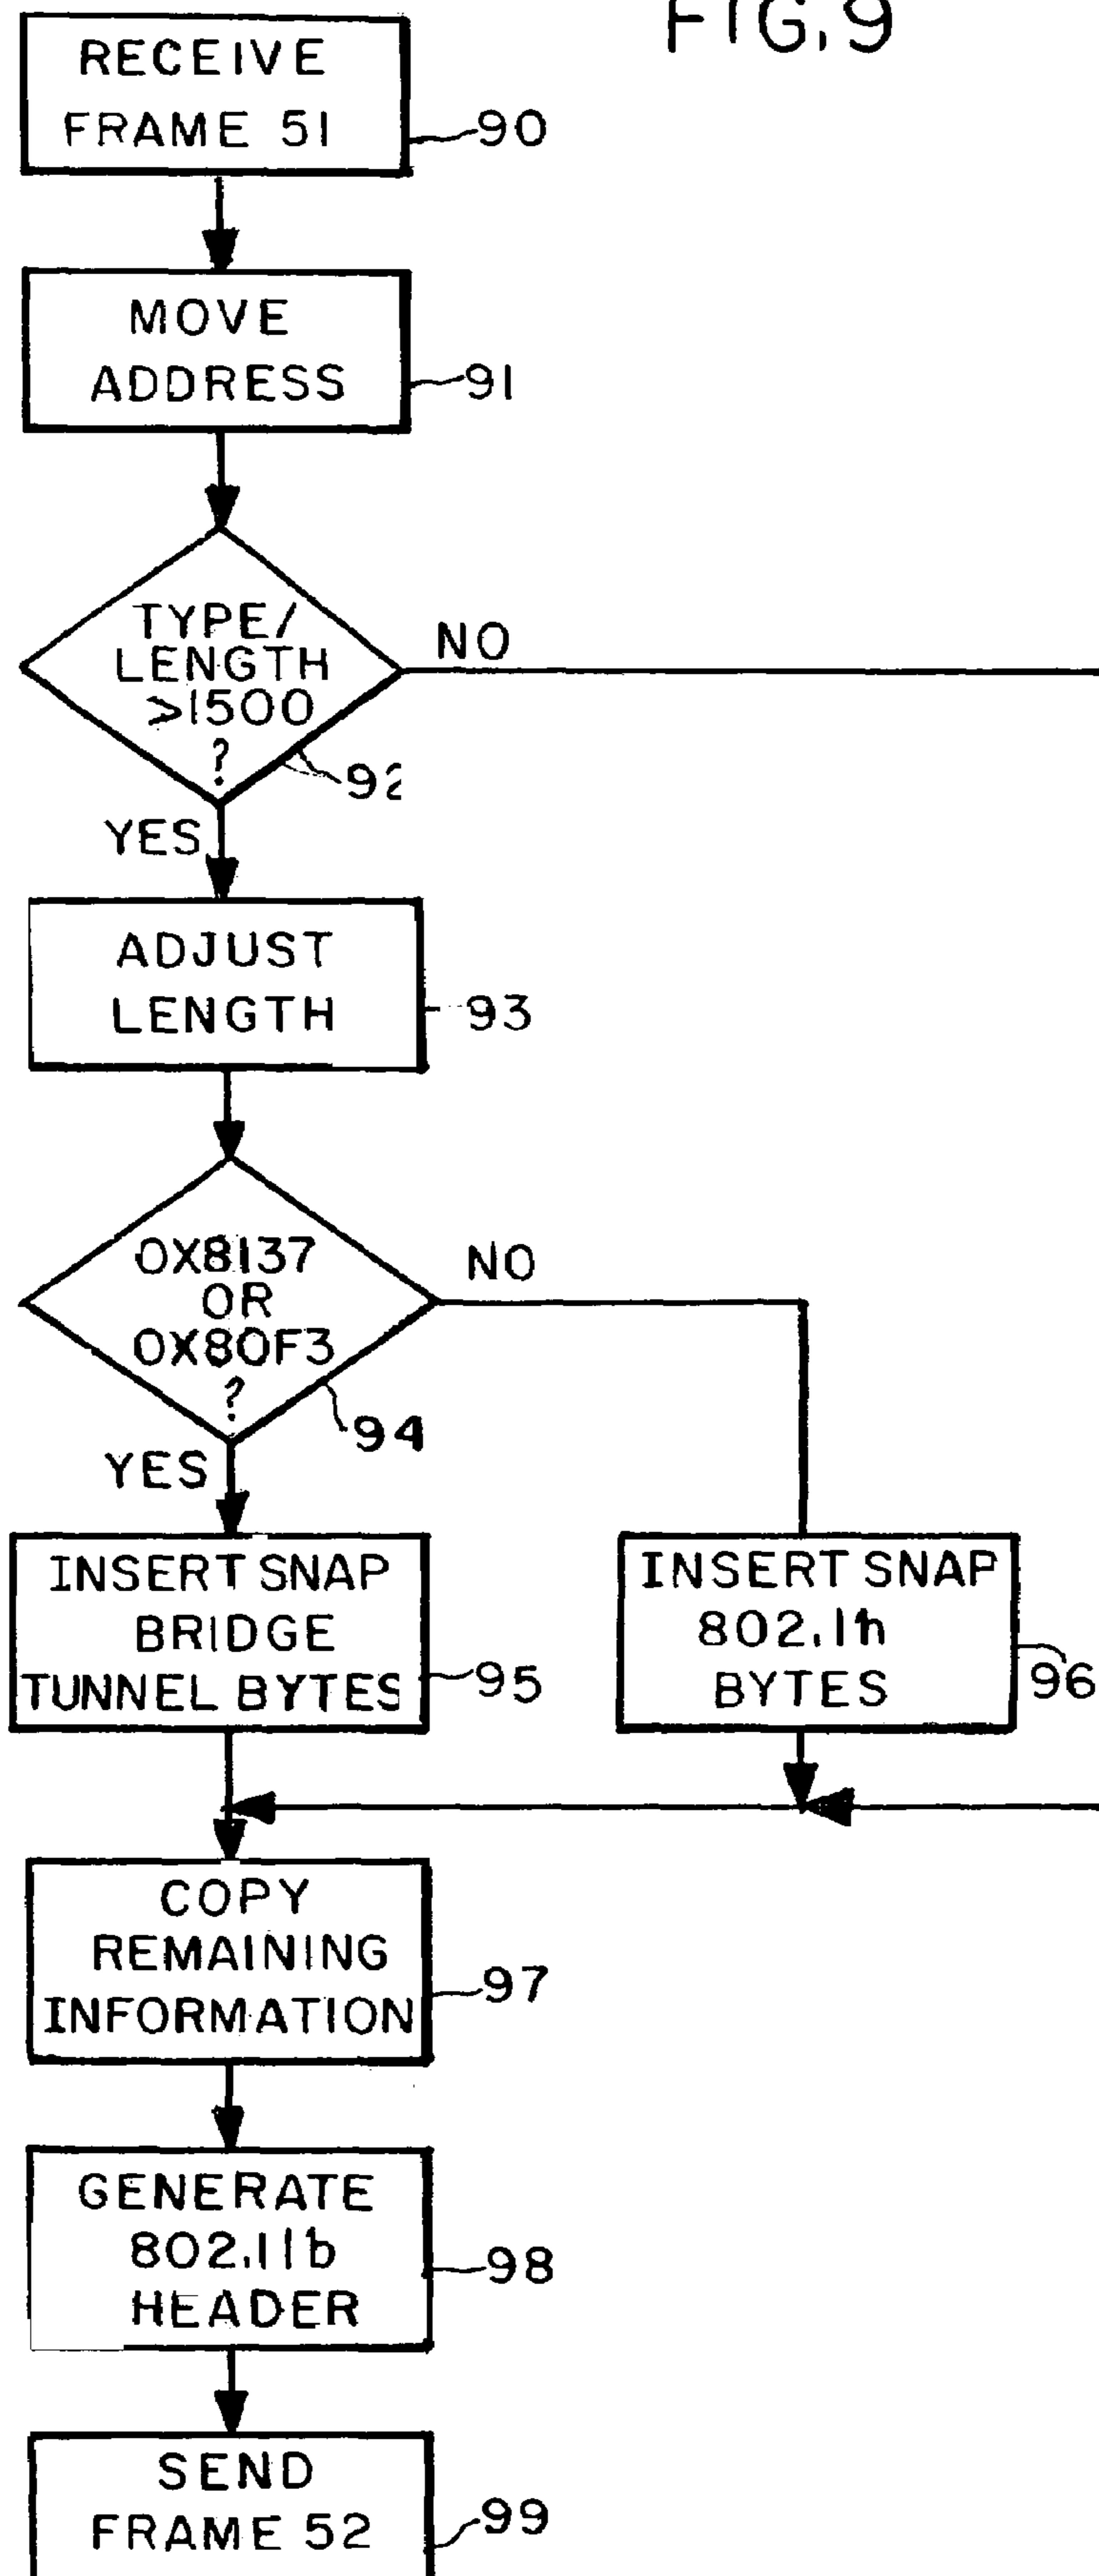 FIG.9
RECEIVE
FRAME 51
90
MOVE
ADDRESS
91
TYPE/
LENGTH
>1500
?
92
NO
YES
ADJUST
LENGTH
93
0X8137
OR
0X80F3
?
94
NO
YES
INSERT SNAP
BRIDGE
TUNNEL BYTES
95
INSERT SNAP
802.1h
BYTES
96
COPY
REMAINING
INFORMATION
97
GENERATE
802.11b
HEADER
98
SEND
FRAME 52
99